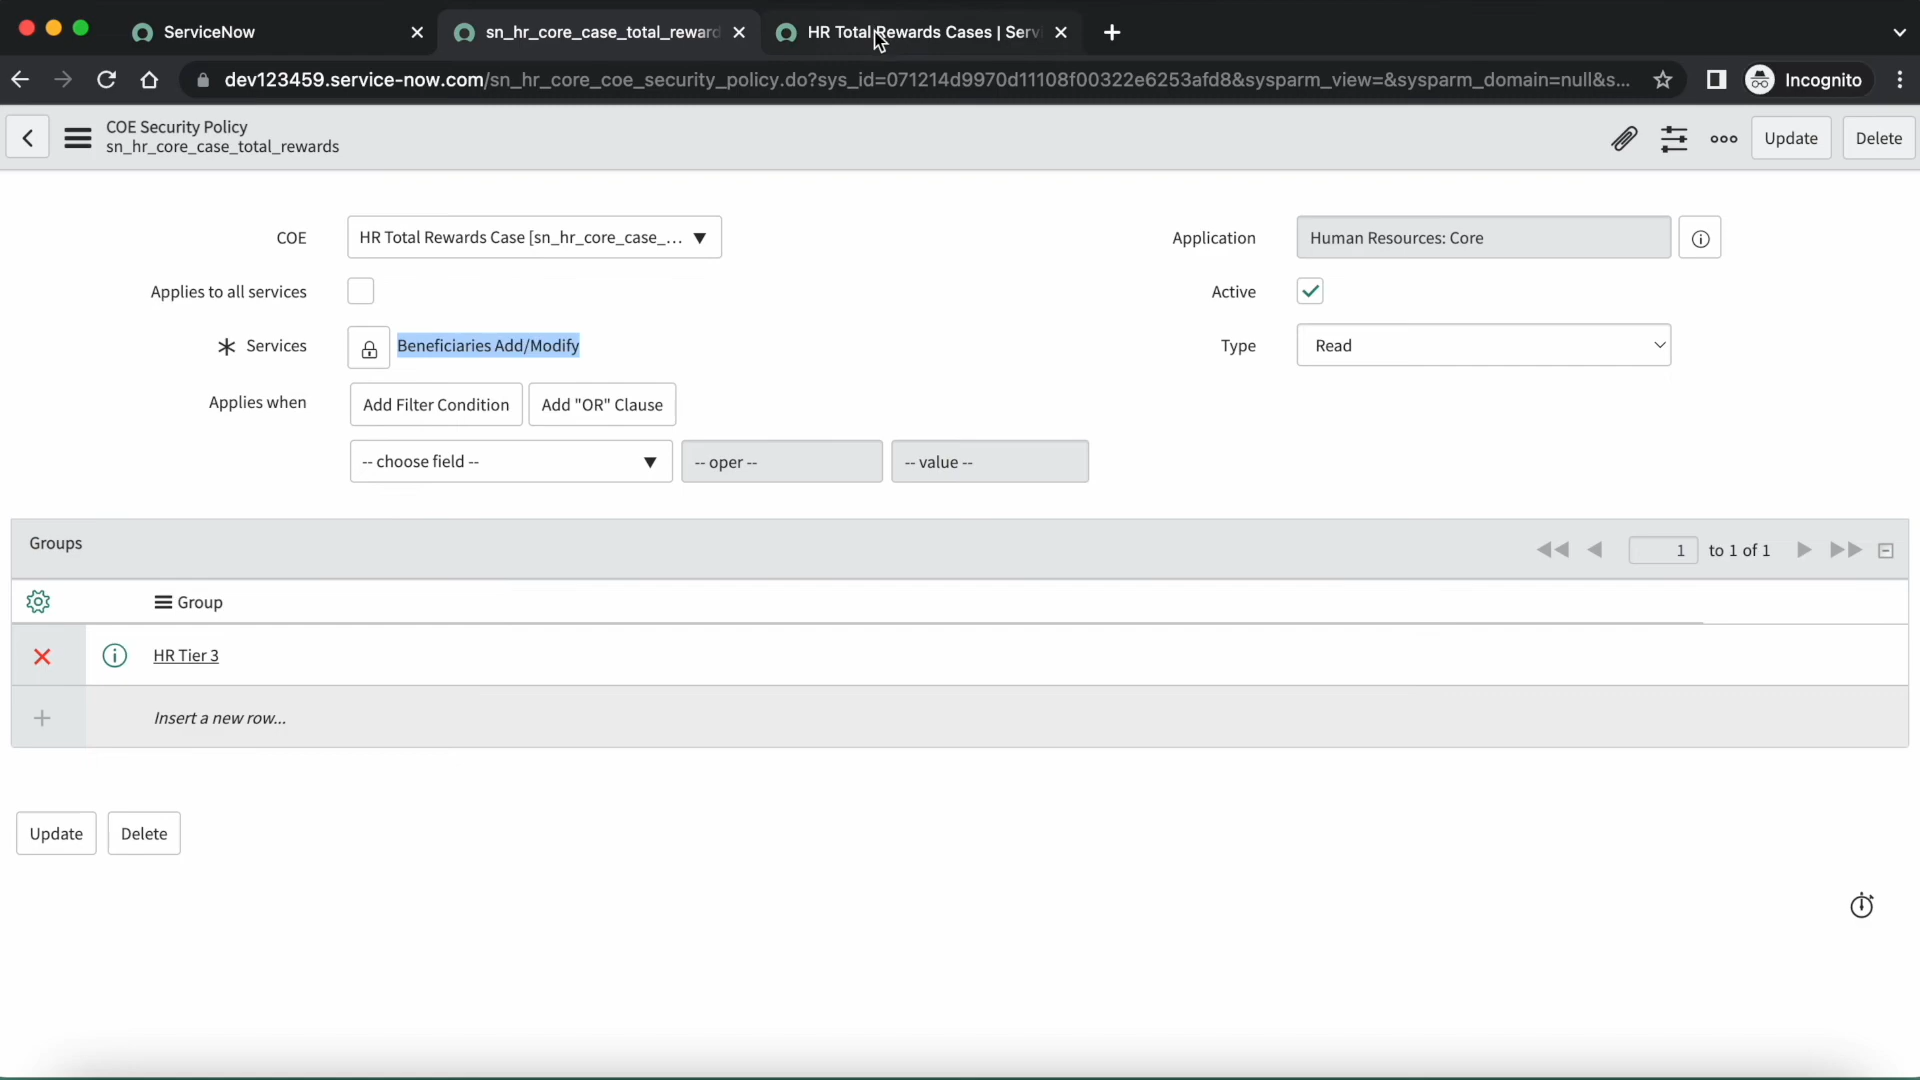 ServiceNow
sn_hr_core_case_total_reward
HR Total Rewards Cases | Serv
dev123459.service-now.com/sn_hr_core_coe_security_policy.do?sys_id=071214d9970d11108f00322e6253afd8&sysparm_view=&sysparm_domain=null&s...
Incognito
COE Security Policy
sn_hr_core_case_total_rewards
Update
Delete
COE
HR Total Rewards Case [sn_hr_core_case_...
Application
Human Resources: Core
Applies to all services
Active
Services
Beneficiaries Add/Modify
Type
Read
Applies when
Add Filter Condition
Add "OR" Clause
-- choose field --
-- oper --
-- value --
Groups
1
to 1 of 1
Group
HR Tier 3
Insert a new row...
Update
Delete